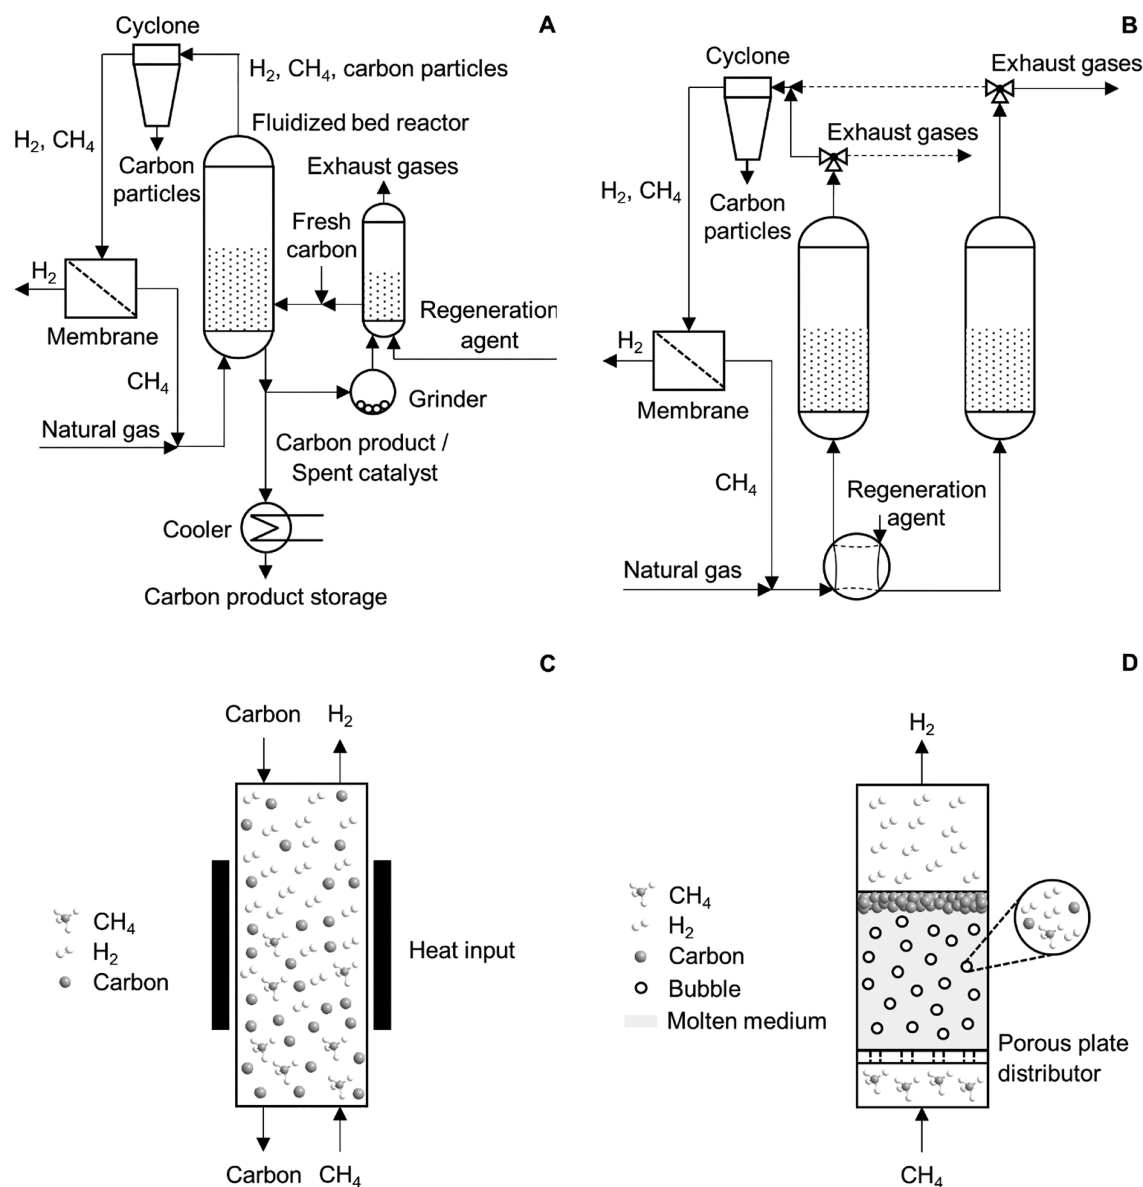 A
Cyclone
H₂, CH₄, carbon particles
Fluidized bed reactor
H₂, CH₄
Carbon
particles
Exhaust gases
Fresh
carbon
H₂
Membrane
Regeneration
agent
CH₄
Grinder
Natural gas
Carbon product /
Spent catalyst
Cooler
Carbon product storage
B
Cyclone
Exhaust gases
Exhaust gases
H₂, CH₄
Carbon
particles
H₂
Membrane
CH₄
Regeneration
agent
Natural gas
C
Carbon H₂
CH₄
H₂
Carbon
Heat input
Carbon CH₄
D
H₂
CH₄
H₂
Carbon
Bubble
Molten medium
Porous plate
distributor
CH₄